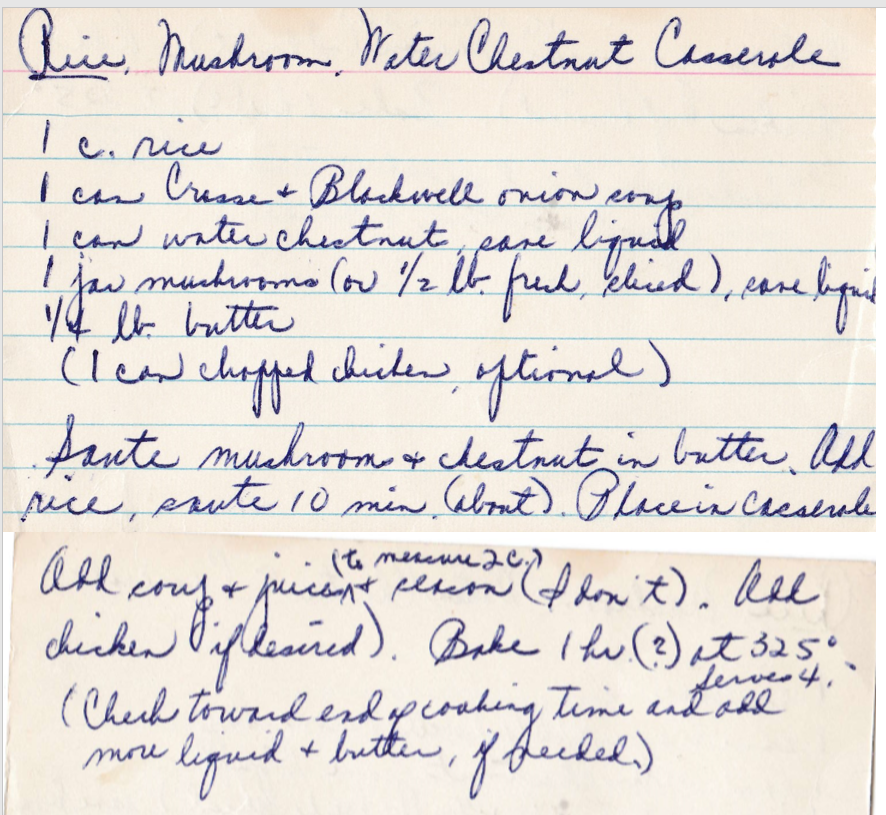 Rice, Mushroom, Water Chestnut Casserole
1 c. rice
1 can Crosse + Blackwell onion soup
1 can water chestnut, save liquid
1 jar mushrooms (or 1/2 lb. fresh, sliced), save liquid
1/4 lb. butter
(1 can chopped chicken, optional)
Saute mushrooms + chestnut in butter. Add
rice, saute 10 min. (about). Place in casserole
(to measure 2 c.)
Add soup + juices + season (I don't). Add
chicken if desired). Bake 1 hr. (?) at 325°.
Serves 4.
(Check toward end of cooking time and add
more liquid + butter, if needed.)